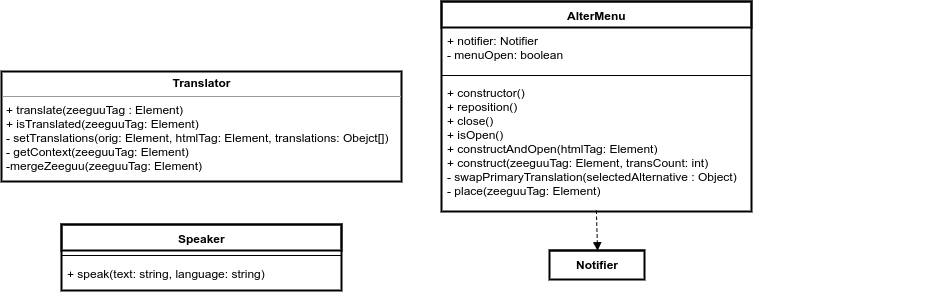 AlterMenu
+ notifier: Notifier
- menuOpen: boolean
+ constructor()
+ reposition()
+ close()
+ isOpen()
+ constructAndOpen(htmlTag: Element)
+ construct(zeeguuTag: Element, transCount: int)
- swapPrimaryTranslation(selectedAlternative : Object)
- place(zeeguuTag: Element)
Translator
+ translate(zeeguuTag : Element)
+ isTranslated(zeeguuTag: Element)
- setTranslations(orig: Element, htmlTag: Element, translations: Obejct[])
- getContext(zeeguuTag: Element)
-mergeZeeguu(zeeguuTag: Element)
Speaker
+ speak(text: string, language: string)
Notifier